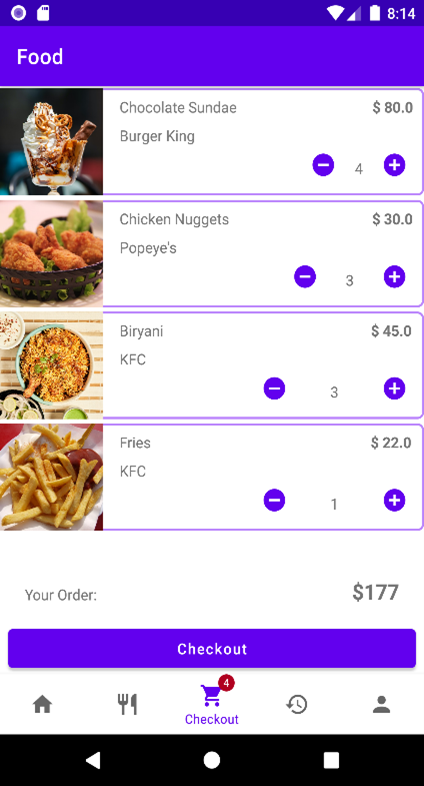 8:14
Food
Chocolate Sundae $ 80.0
Burger King
4
Chicken Nuggets $ 30.0
Popeye's
3
Biryani $ 45.0
KFC
3
Fries $ 22.0
KFC
1
Your Order: $177
Checkout
4
Checkout